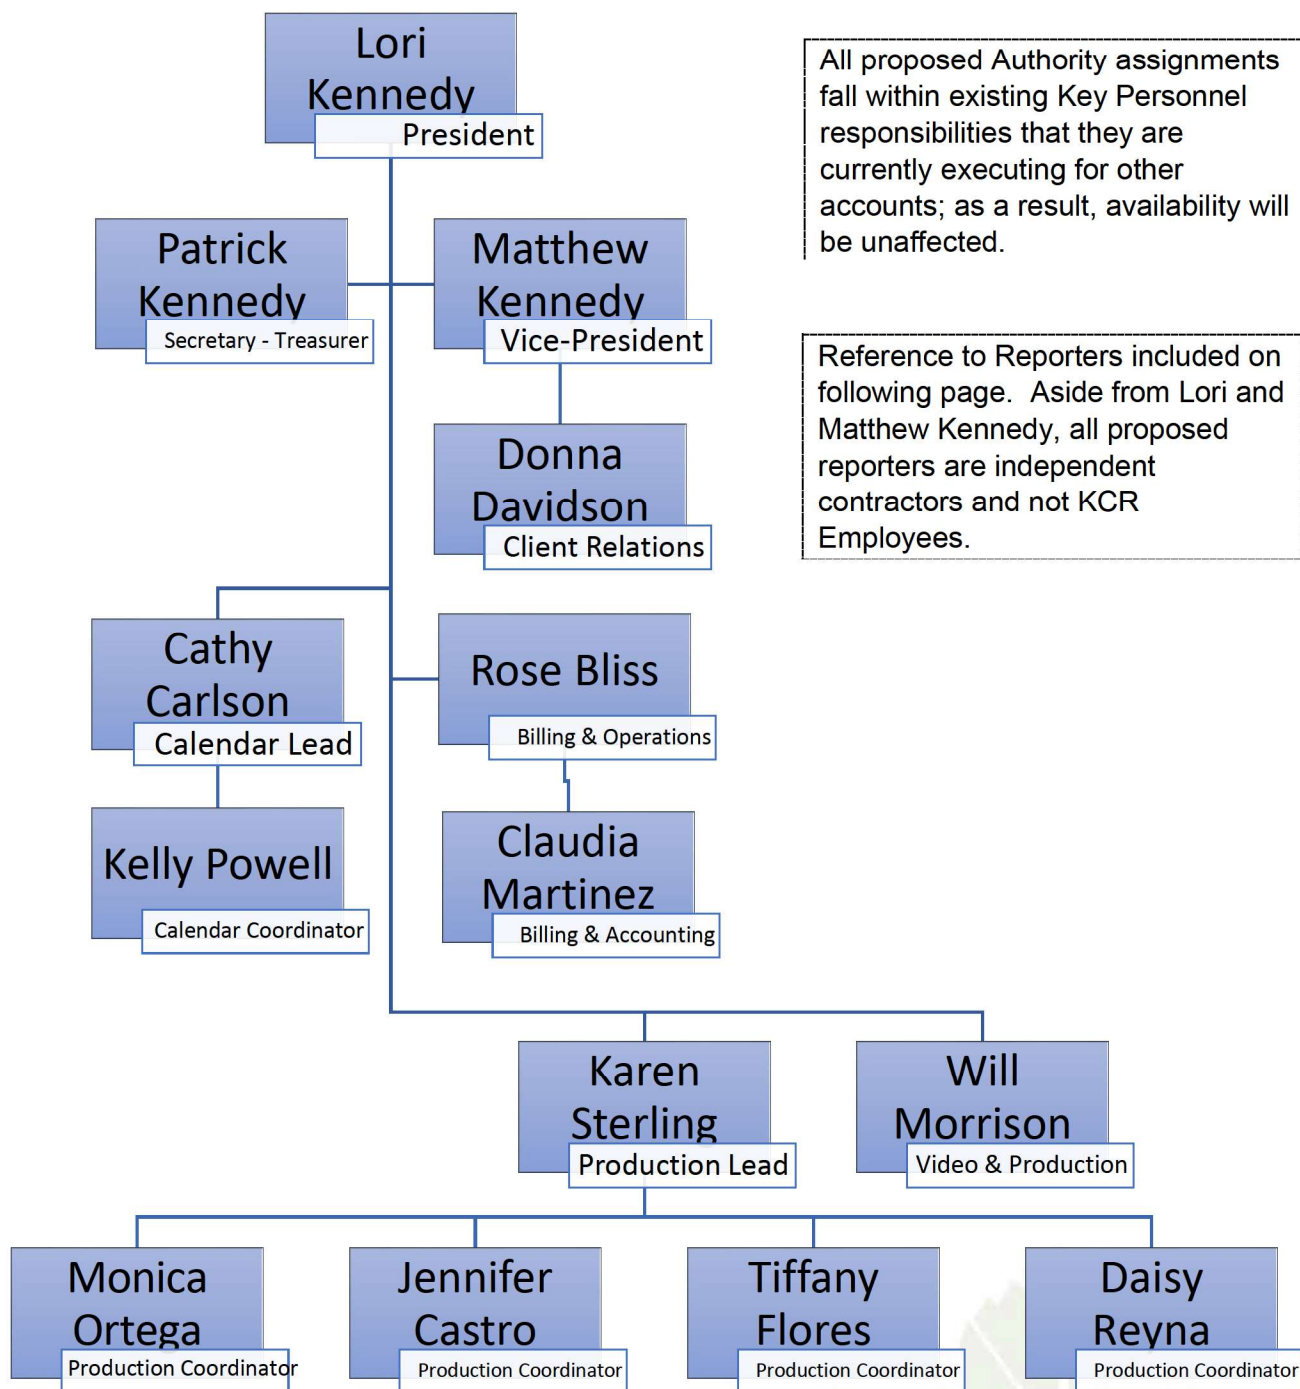 Lori
Kennedy
President
All proposed Authority assignments
fall within existing Key Personnel
responsibilities that they are
currently executing for other
accounts; as a result, availability will
be unaffected.
Patrick
Kennedy
Secretary - Treasurer
Matthew
Kennedy
Vice-President
Reference to Reporters included on
following page.  Aside from Lori and
Matthew Kennedy, all proposed
reporters are independent
contractors and not KCR
Employees.
Donna
Davidson
Client Relations
Cathy
Carlson
Calendar Lead
Rose Bliss
Billing & Operations
Kelly Powell
Calendar Coordinator
Claudia
Martinez
Billing & Accounting
Karen
Sterling
Production Lead
Will
Morrison
Video & Production
Monica
Ortega
Production Coordinator
Jennifer
Castro
Production Coordinator
Tiffany
Flores
Production Coordinator
Daisy
Reyna
Production Coordinator